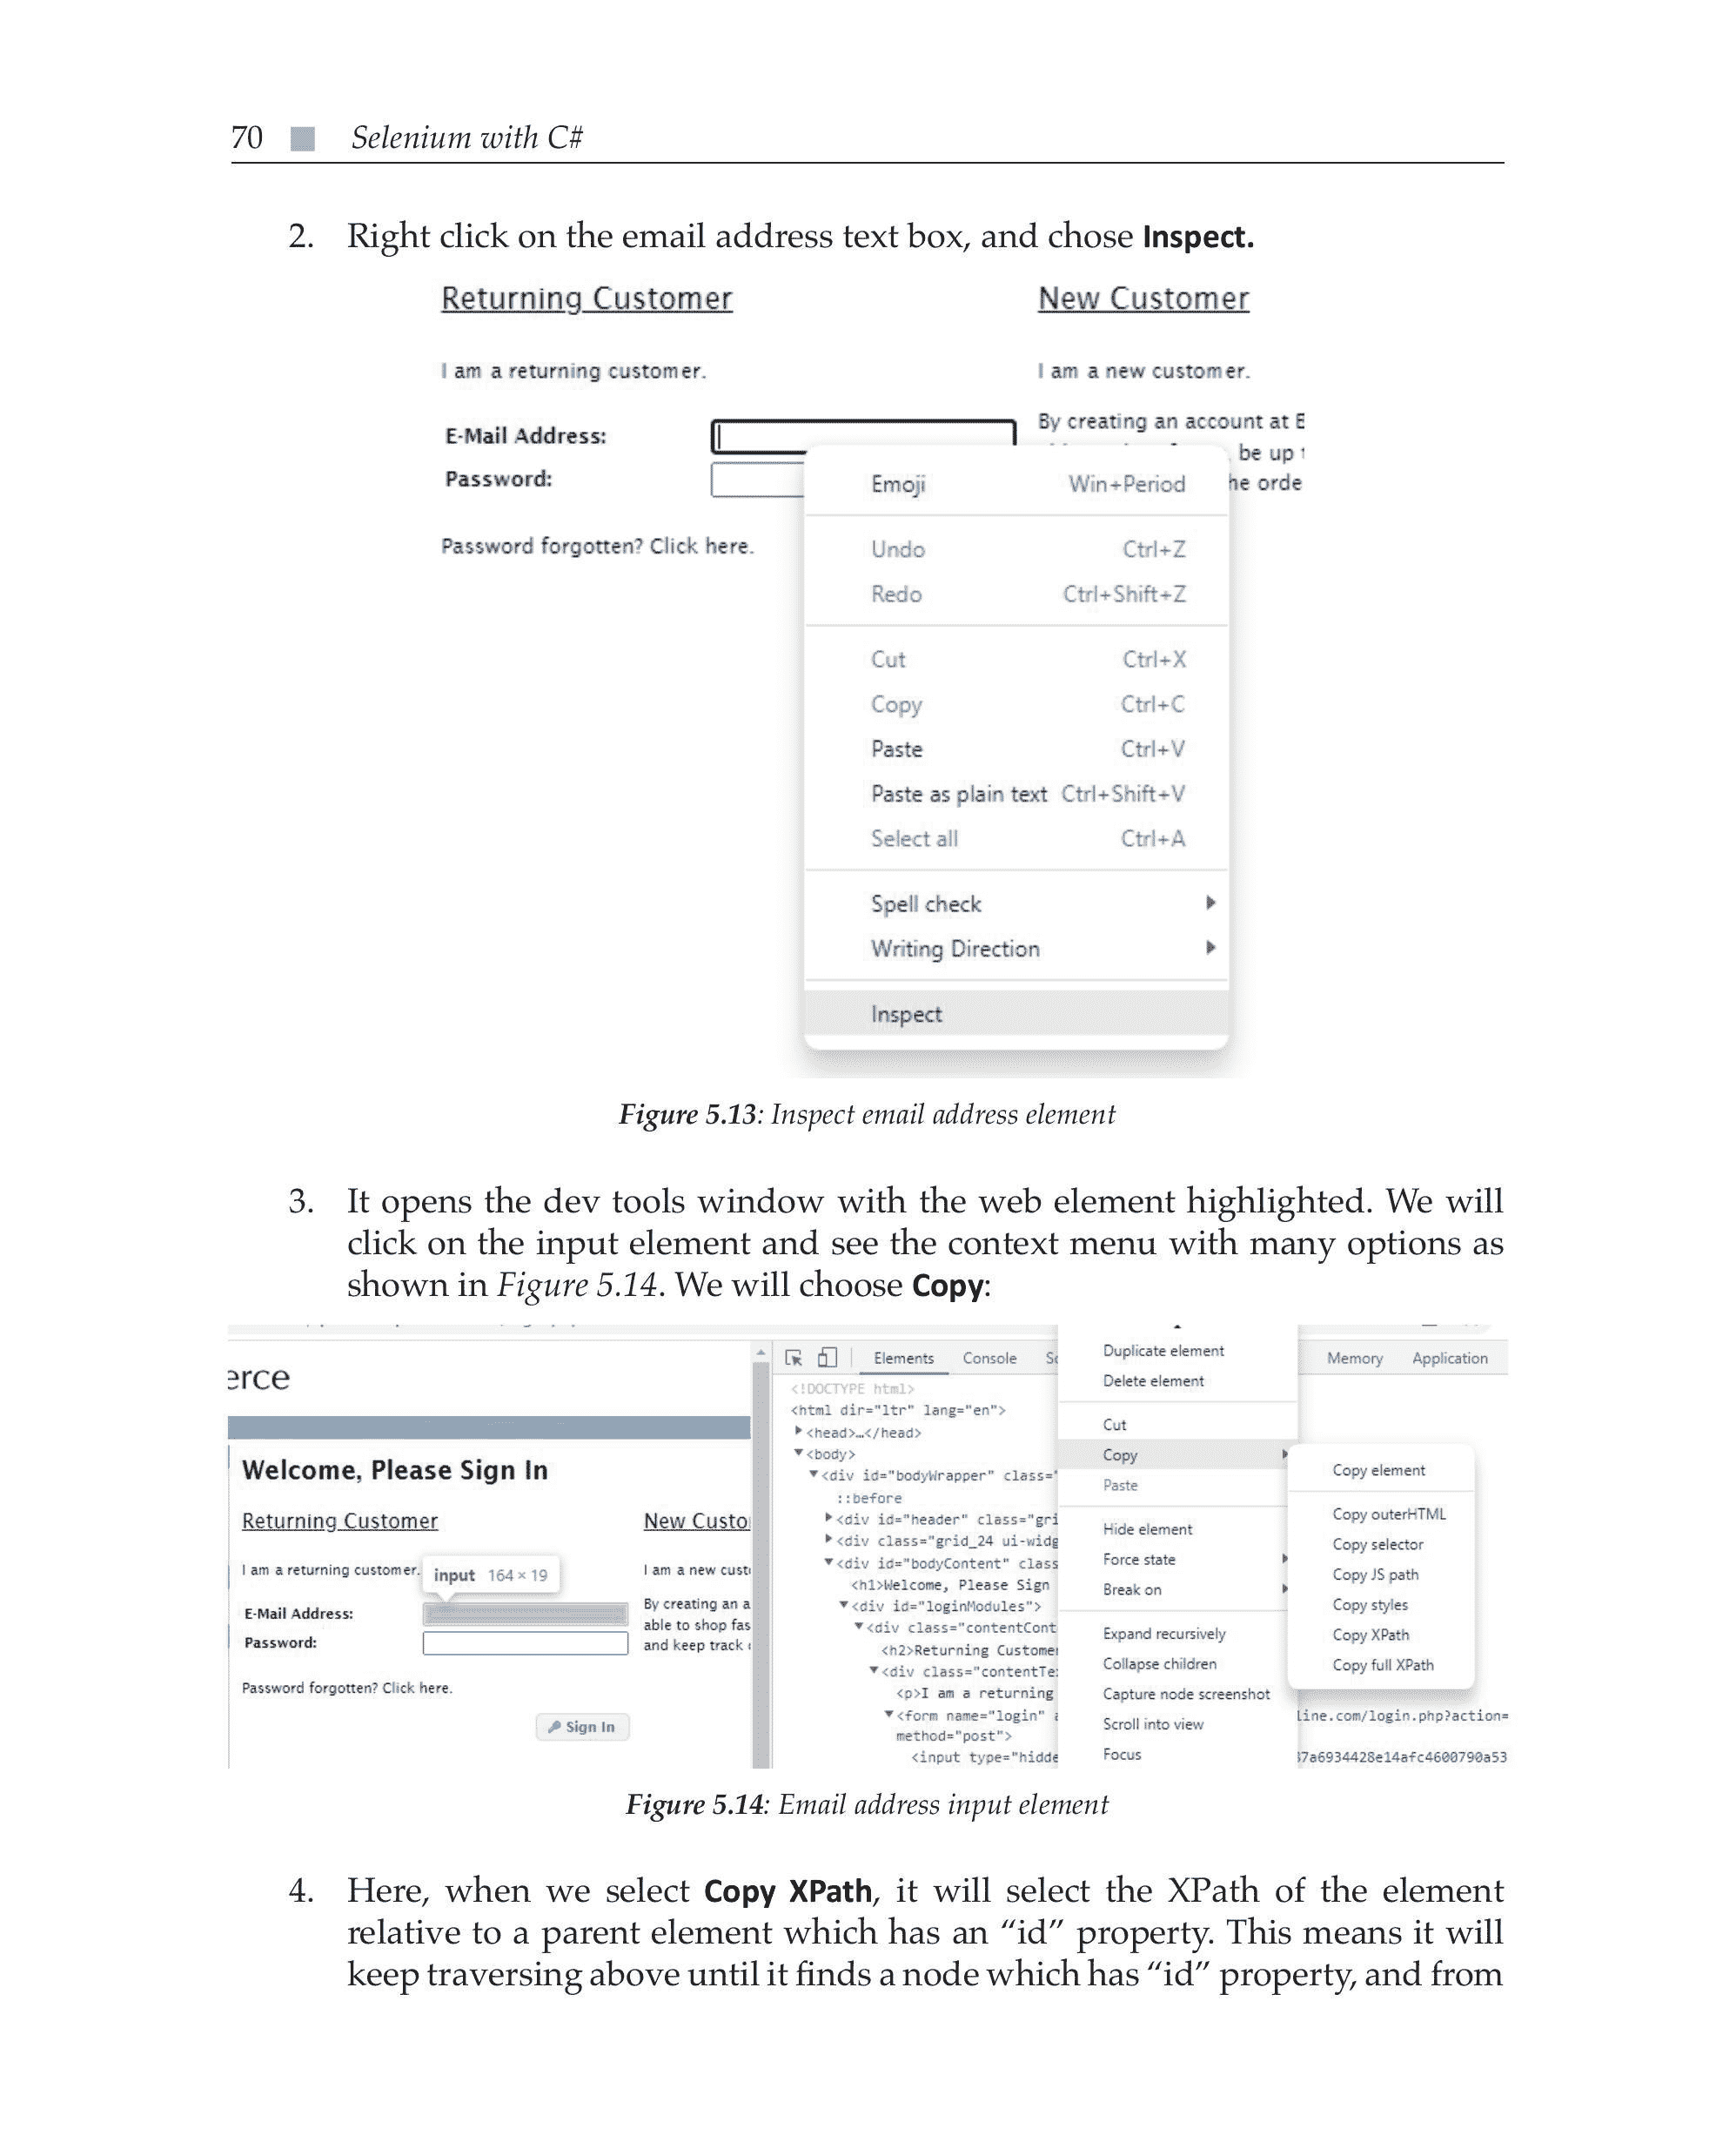 70 Selenium with C#
2. Right click on the email address text box, and chose Inspect.
Returning Customer New Customer
I am a returning customer. I am a new customer.
By creating an account at E
E-Mail Address:
be up
Password:
he orde
Password forgotten? Click here.
Emoji Win+Period
Undo Ctrl+Z
Redo Ctrl+Shift+Z
Cut Ctrl+X
Copy Ctrl+C
Paste Ctrl+V
Paste as plain text Ctrl+Shift+V
Select all Ctrl+A
Spell check
Writing Direction
Inspect
Figure 5.13: Inspect email address element
3. It opens the dev tools window with the web element highlighted. We will
click on the input element and see the context menu with many options as
shown in Figure 5.14. We will choose Copy:
erce
Welcome, Please Sign In
Returning Customer New Custo
I am a returning customer. input 164 × 19 I am a new cust
E-Mail Address:
Password:
By creating an a
able to shop fas
and keep track
Password forgotten? Click here.
Sign In
Elements Console Memory Application
<!DOCTYPE html>
<html dir="ltr" lang="en">
<head>…</head>
<body>
<div id="bodyWrapper" class="
::before
<div id="header" class="gri
<div class="grid_24 ui-widg
<div id="bodyContent" class
<h1>Welcome, Please Sign
<div id="loginModules">
<div class="contentCont
<h2>Returning Custome
<div class="contentTe
<p>I am a returning
<form name="login"
method="post">
<input type="hidde
Duplicate element
Delete element
Cut
Copy
Paste
Hide element
Force state
Break on
Expand recursively
Collapse children
Capture node screenshot
Scroll into view
Focus
Copy element
Copy outerHTML
Copy selector
Copy JS path
Copy styles
Copy XPath
Copy full XPath
line.com/login.php?action=
37a6934428e14afc4600790a53
Figure 5.14: Email address input element
4. Here, when we select Copy XPath, it will select the XPath of the element
relative to a parent element which has an “id” property. This means it will
keep traversing above until it finds a node which has “id” property, and from